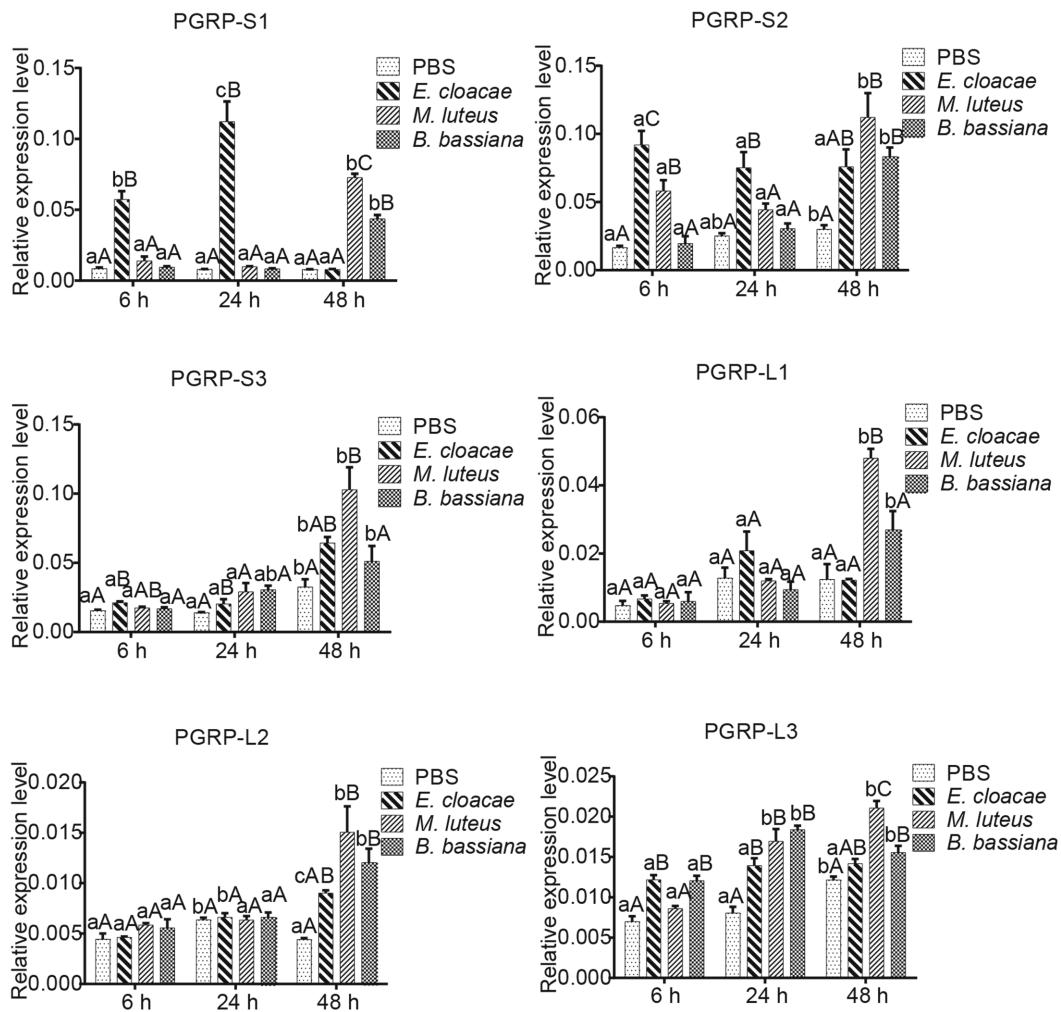 PGRP-S1
Relative expression level
0.15
0.10
0.05
0.00
aA bB aA aA
aA cB aA aA
aA aA bC bB
6 h 24 h 48 h
PBS
E. cloacae
M. luteus
B. bassiana
PGRP-S2
Relative expression level
0.15
0.10
0.05
0.00
aA aC aB aA
abA aB aA aA
bA aAB bB bB
6 h 24 h 48 h
PBS
E. cloacae
M. luteus
B. bassiana
PGRP-S3
Relative expression level
0.15
0.10
0.05
0.00
aA aB aAB aA
aA aB aA abA
bA bAB bB bA
6 h 24 h 48 h
PBS
E. cloacae
M. luteus
B. bassiana
PGRP-L1
Relative expression level
0.06
0.04
0.02
0.00
aA aA aA aA
aA aA aA aA
aA aA bB bA
6 h 24 h 48 h
PBS
E. cloacae
M. luteus
B. bassiana
PGRP-L2
Relative expression level
0.020
0.015
0.010
0.005
0.000
aA aA aA aA
bA bA aA aA
aA cAB bB bB
6 h 24 h 48 h
PBS
E. cloacae
M. luteus
B. bassiana
PGRP-L3
Relative expression level
0.025
0.020
0.015
0.010
0.005
0.000
aA aB aA aB
aA aB bB bB
bA aAB bC bB
6 h 24 h 48 h
PBS
E. cloacae
M. luteus
B. bassiana